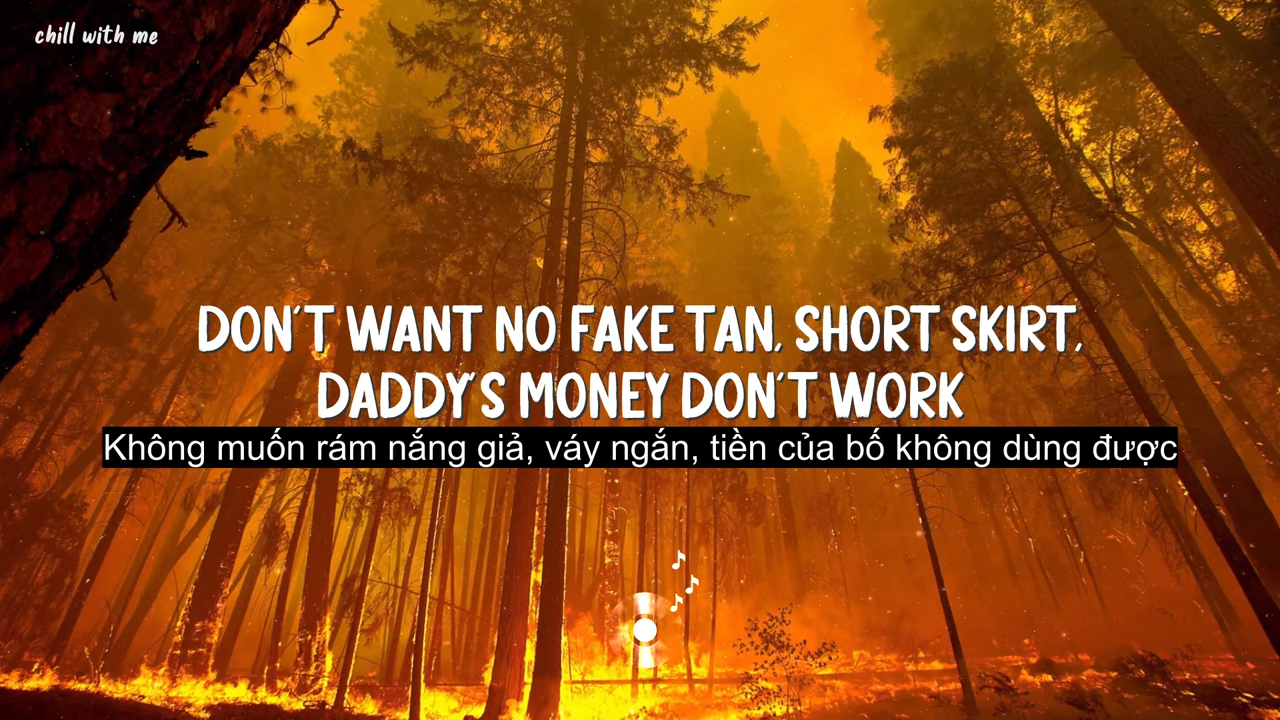 chill with me
DON'T WANT NO FAKE TAN, SHORT SKIRT,
DADDY'S MONEY DON'T WORK
Không muốn rám nắng giả, váy ngắn, tiền của bố không dùng được